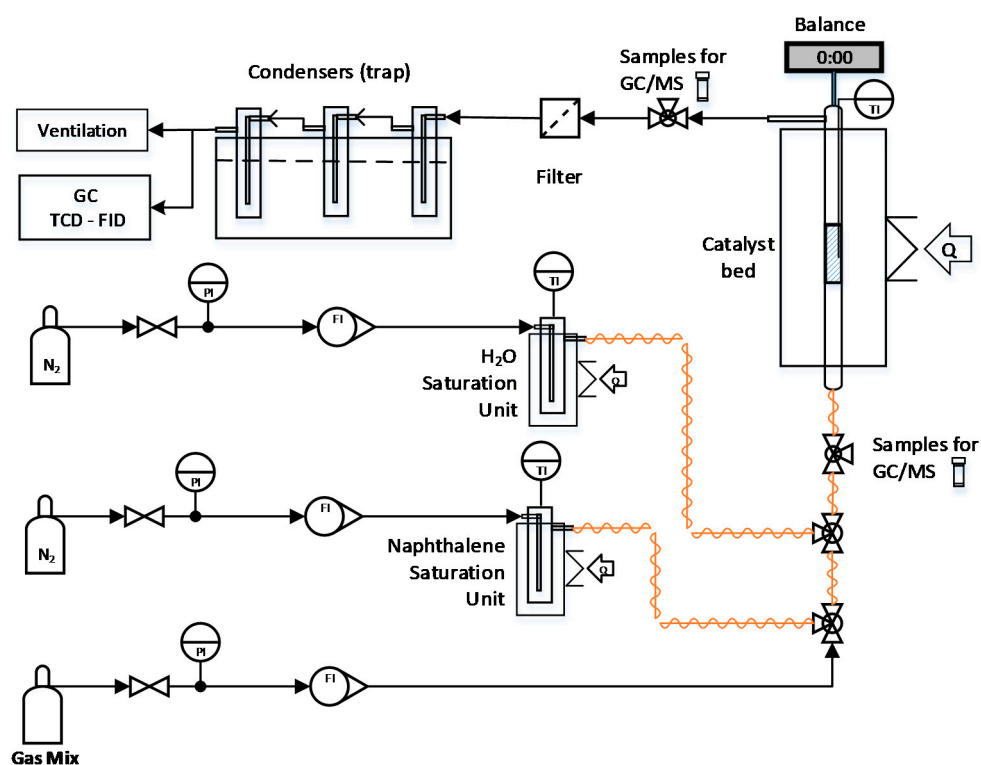 Balance
0:00
Samples for
GC/MS
TI
Condensers (trap)
Ventilation
GC
TCD - FID
Filter
Catalyst
bed
Q
PI
FI
TI
N₂
H₂O
Saturation
Unit
Q
Samples for
GC/MS
PI
FI
TI
N₂
Naphthalene
Saturation
Unit
Q
PI
FI
Gas Mix